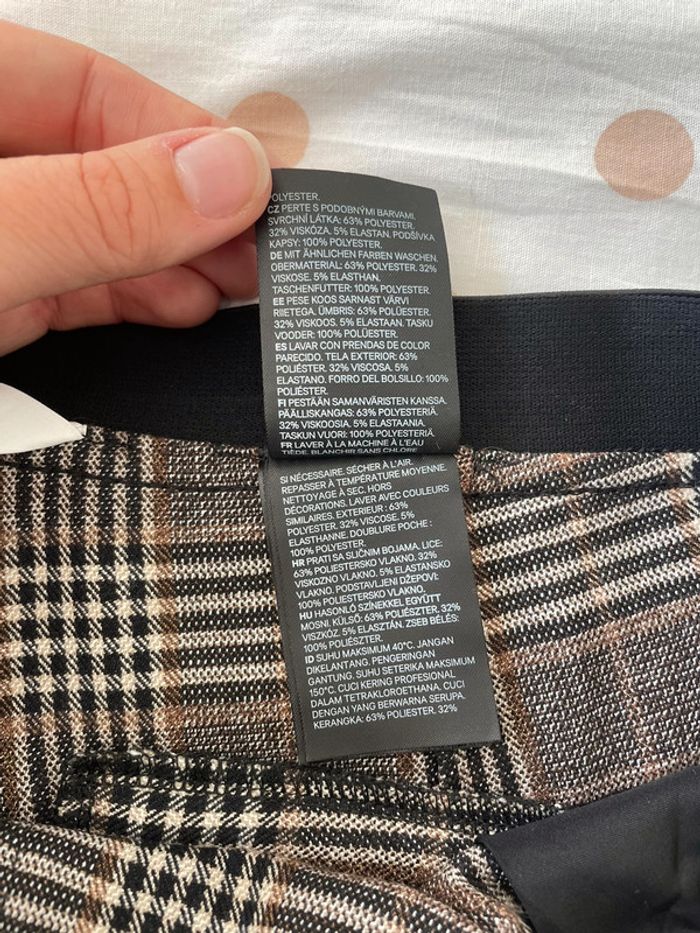 POLYESTER.
CZ PERTE S PODOBNÝMI BARVAMI.
SVRCHNÍ LÁTKA: 63% POLYESTER.
32% VISKÓZA. 5% ELASTAN. PODŠÍVKA
KAPSY: 100% POLYESTER.
DE MIT ÄHNLICHEN FARBEN WASCHEN.
OBERMATERIAL: 63% POLYESTER. 32%
VISKOSE. 5% ELASTHAN.
TASCHENFUTTER: 100% POLYESTER.
EE PESE KOOS SARNAST VÄRVI
RIIETEGA. ÜMBRIS: 63% POLÜESTER.
32% VISKOOS. 5% ELASTAAN. TASKU
VOODER: 100% POLÜESTER.
ES LAVAR CON PRENDAS DE COLOR
PARECIDO. TELA EXTERIOR: 63%
POLIÉSTER. 32% VISCOSA. 5%
ELASTANO. FORRO DEL BOLSILLO: 100%
POLIÉSTER.
FI PESTÄÄN SAMANVÄRISTEN KANSSA.
PÄÄLLISKANGAS: 63% POLYESTERIÄ.
32% VISKOOSIA. 5% ELASTAANIA.
TASKUN VUORI: 100% POLYESTERIÄ.
FR LAVER À LA MACHINE À L'EAU
TIÈDE. BLANCHIR SANS CHLORE
SI NÉCESSAIRE. SÉCHER À L'AIR.
REPASSER À TEMPÉRATURE MOYENNE.
NETTOYAGE À SEC. HORS
DÉCORATIONS. LAVER AVEC COULEURS
SIMILAIRES. EXTERIEUR: 63%
POLYESTER. 32% VISCOSE. 5%
ELASTHANNE. DOUBLURE POCHE :
100% POLYESTER.
HR PRATI SA SLIČNIM BOJAMA. LICE:
63% POLIESTERSKO VLAKNO. 32%
VISKOZNO VLAKNO. 5% ELASTANSKO
VLAKNO. PODSTAVLJENI DŽEPOVI:
100% POLIESTERSKO VLAKNO.
HU HASONLÓ SZÍNEKKEL EGYÜTT
MOSNI. KÜLSŐ: 63% POLIÉSZTER. 32%
VISZKÓZ. 5% ELASZTÁN. ZSEB BÉLÉS:
100% POLIÉSZTER.
ID SUHU MAKSIMUM 40°C. JANGAN
DIKELANTANG. PENGERINGAN
GANTUNG. SUHU SETERIKA MAKSIMUM
150°C. CUCI KERING PROFESIONAL
DALAM TETRAKLOROETHANA. CUCI
DENGAN YANG BERWARNA SERUPA.
KERANGKA: 63% POLIESTER. 32%